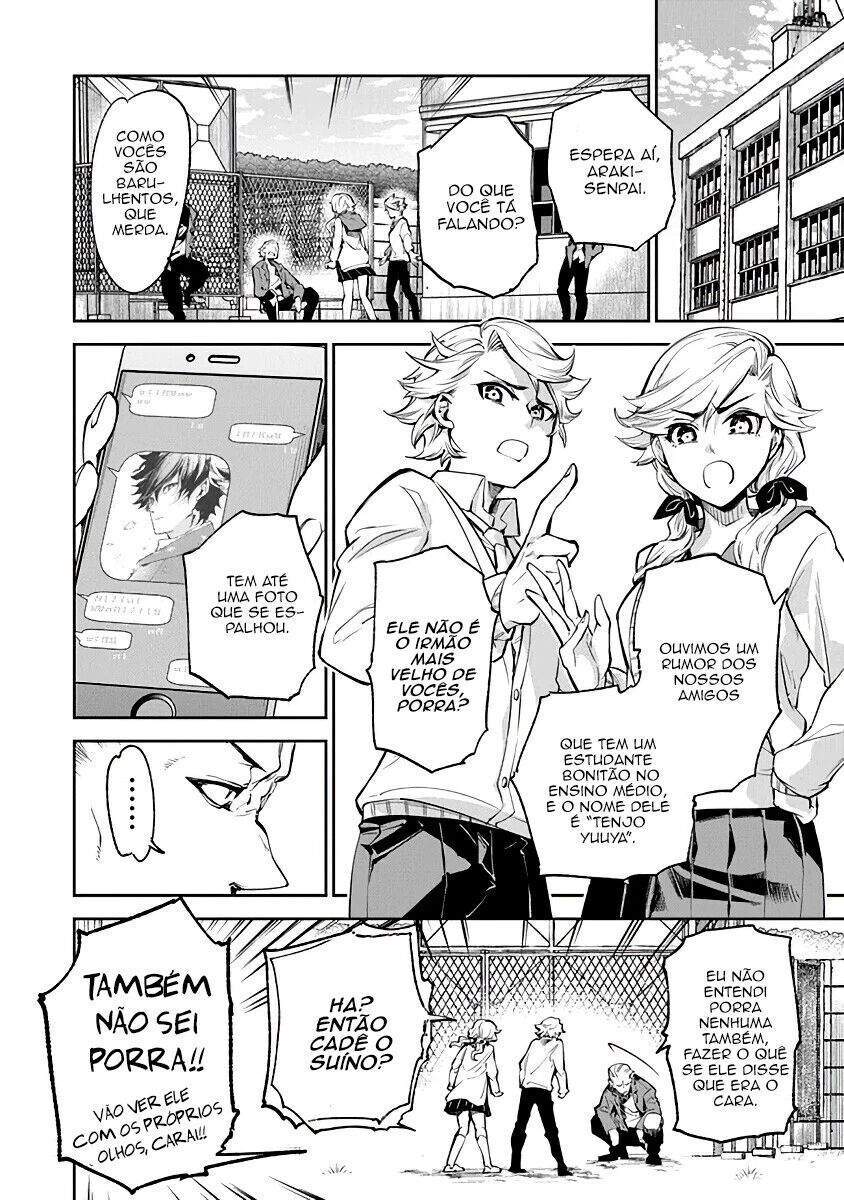 ESPERA AÍ,
ARAKI-
SENPAI.
DO QUE
VOCÊ TÁ
FALANDO?
COMO
VOCÊS
SÃO
BARU-
LHENTOS,
QUE
MERDA.
OUVIMOS UM
RUMOR DOS
NOSSOS
AMIGOS
QUE TEM UM
ESTUDANTE
BONITÃO NO
ENSINO MÉDIO,
E O NOME DELE
É “TENJO
YUUYA”.
ELE NÃO É
O IRMÃO
MAIS
VELHO DE
VOCÊS,
PORRA?
TEM ATÉ
UMA FOTO
QUE SE ES-
PALHOU.
......
EU NÃO
ENTENDI
PORRA
NENHUMA
TAMBÉM,
FAZER O QUÊ
SE ELE DISSE
QUE ERA O
CARA.
HA?
ENTÃO
CADÊ O
SUÍNO?
TAMBÉM
NÃO SEI
PORRA!!
VÃO VER ELE
COM OS PRÓPRIOS
OLHOS, CARAI!!